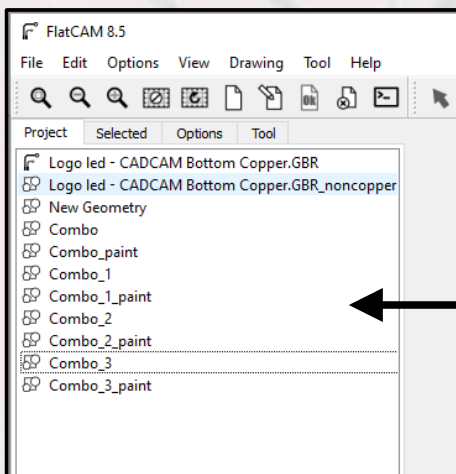 FlatCAM 8.5
File Edit Options View Drawing Tool Help
Ok
>_
Project Selected Options Tool
Logo led - CADCAM Bottom Copper.GBR
Logo led - CADCAM Bottom Copper.GBR_noncopper
New Geometry
Combo
Combo_paint
Combo_1
Combo_1_paint
Combo_2
Combo_2_paint
Combo_3
Combo_3_paint